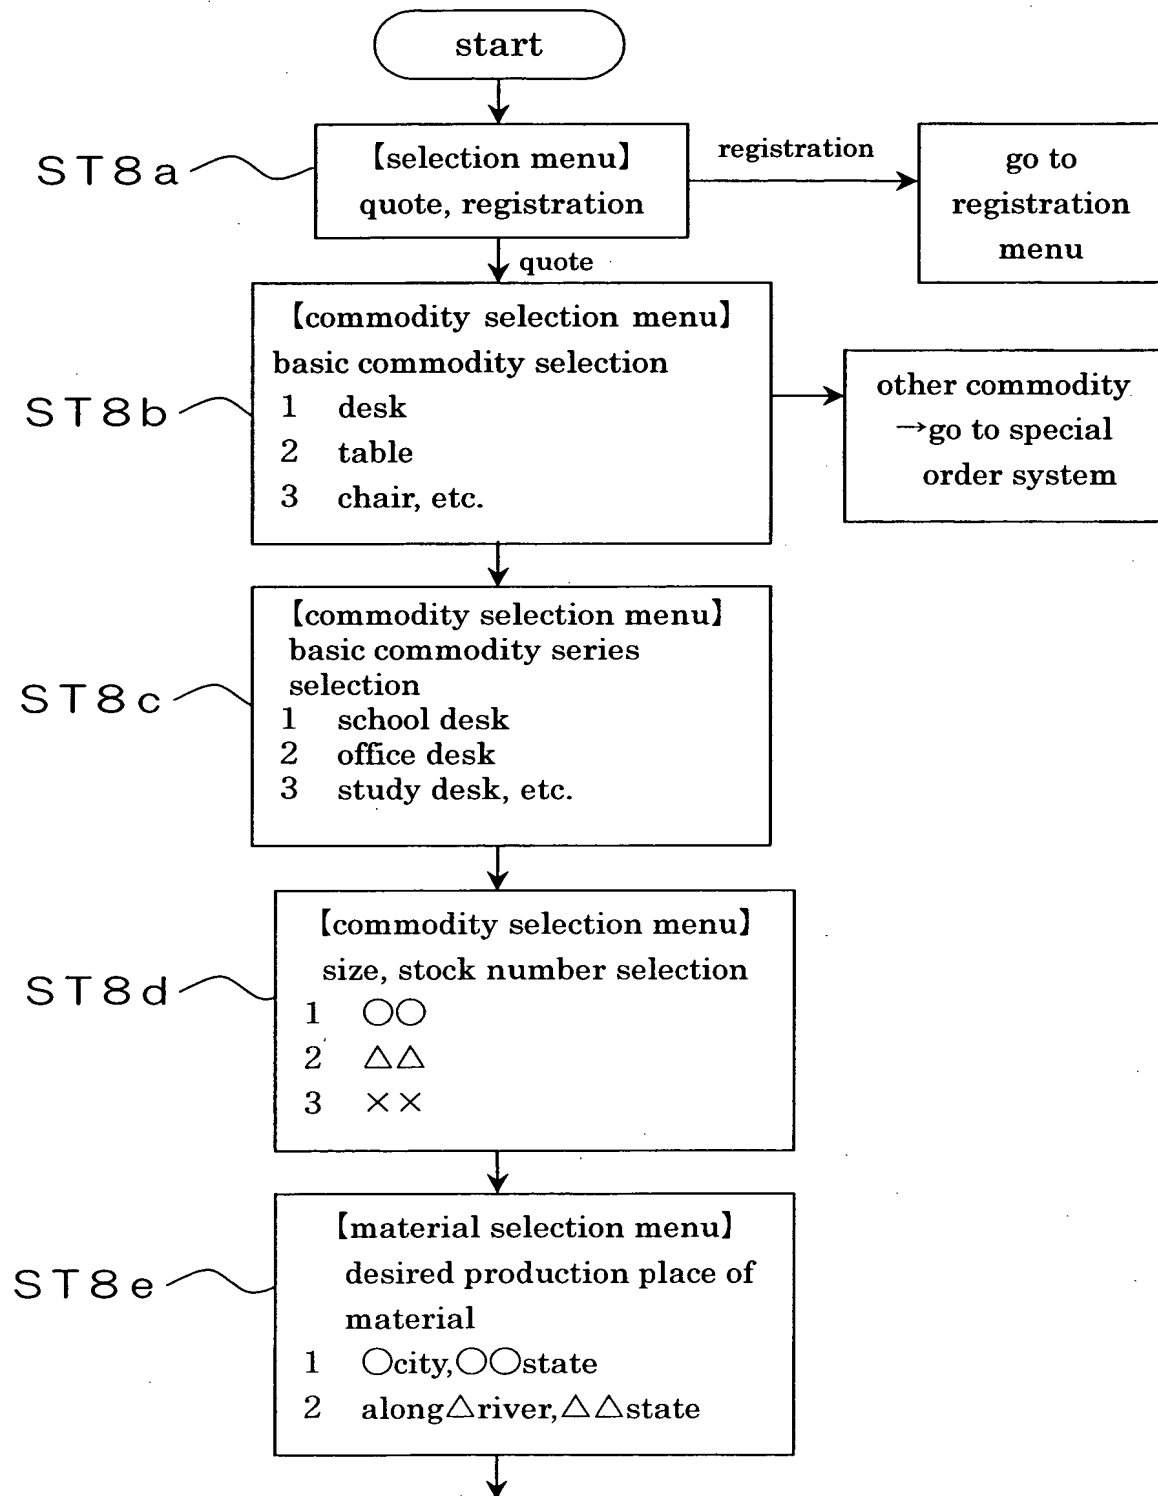 start
ST8a
【selection menu】
quote, registration
registration
go to
registration
menu
quote
ST8b
【commodity selection menu】
basic commodity selection
1 desk
2 table
3 chair, etc.
other commodity
→go to special
order system
ST8c
【commodity selection menu】
basic commodity series
selection
1 school desk
2 office desk
3 study desk, etc.
ST8d
【commodity selection menu】
size, stock number selection
1 ○○
2 △△
3 ××
ST8e
【material selection menu】
desired production place of
material
1 ○city,○○state
2 along△river,△△state